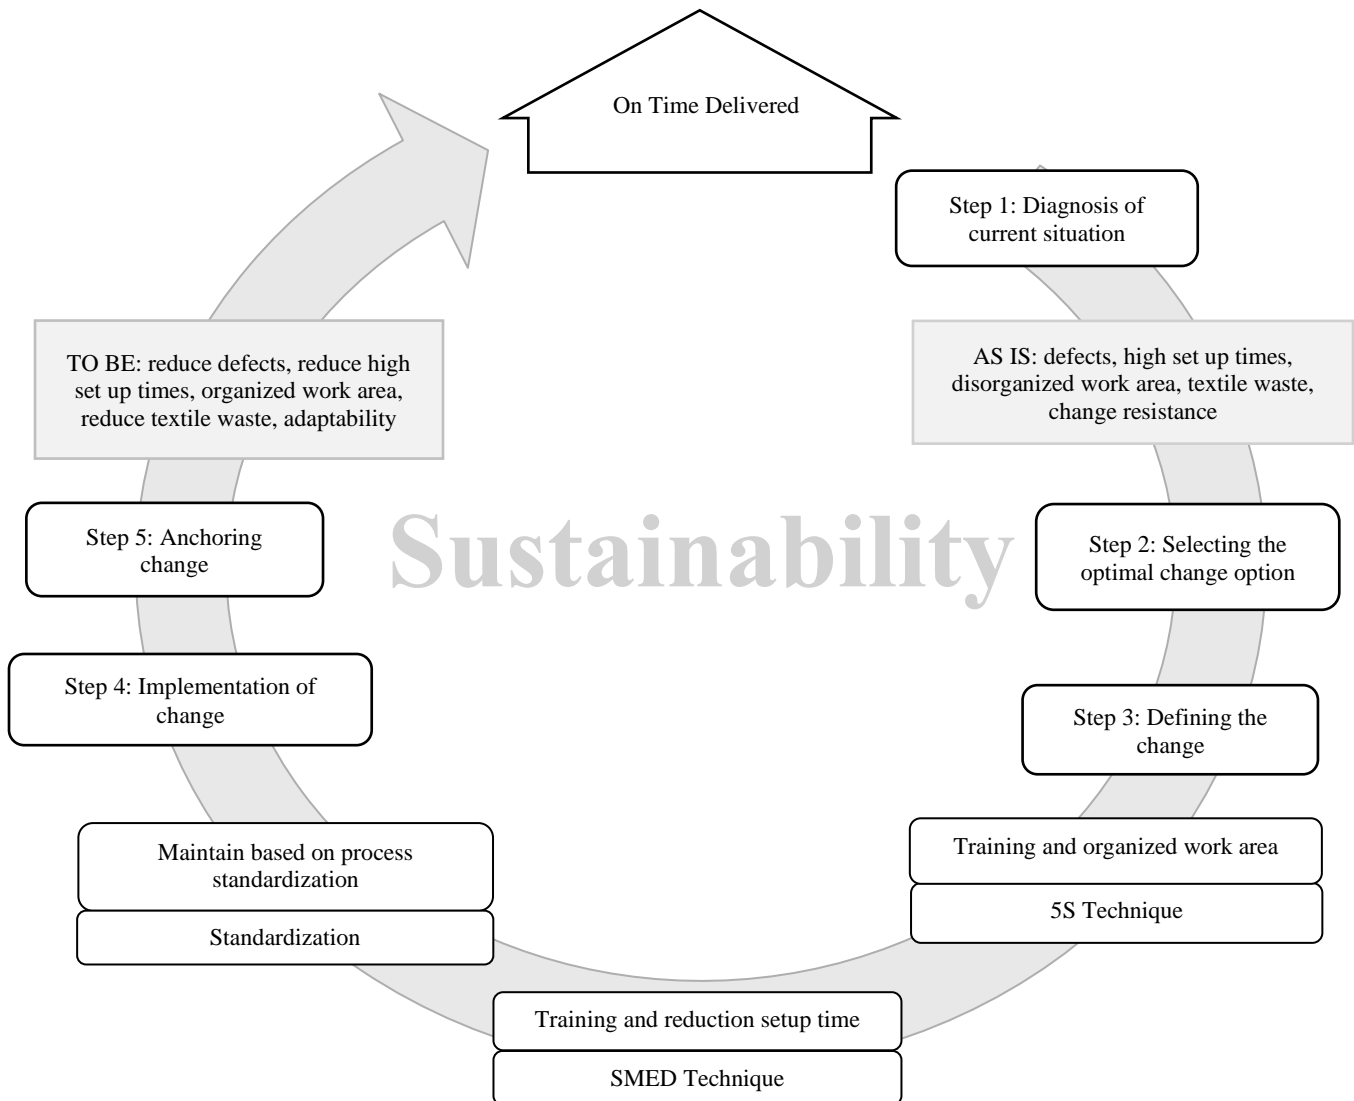 On Time Delivered
Step 1: Diagnosis of
current situation
AS IS: defects, high set up times,
disorganized work area, textile waste,
change resistance
Step 2: Selecting the
optimal change option
Step 3: Defining the
change
Training and organized work area
5S Technique
Training and reduction setup time
SMED Technique
Maintain based on process
standardization
Standardization
Step 4: Implementation of
change
Step 5: Anchoring
change
TO BE: reduce defects, reduce high
set up times, organized work area,
reduce textile waste, adaptability
Sustainability